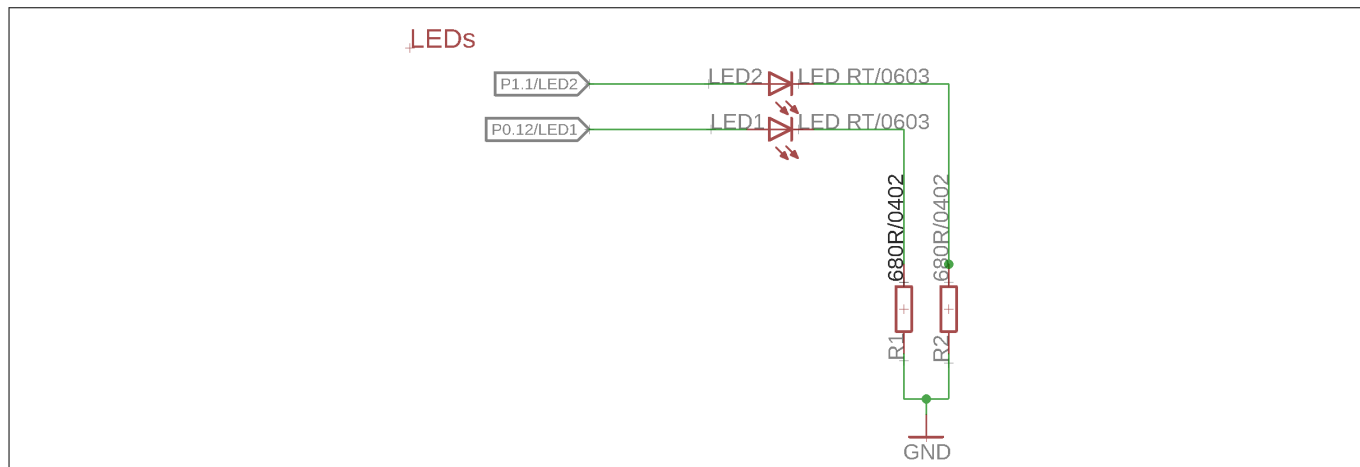 LEDs
P1.1/LED2
LED2
LED RT/0603
P0.12/LED1
LED1
LED RT/0603
680R/0402
680R/0402
R1
R2
GND